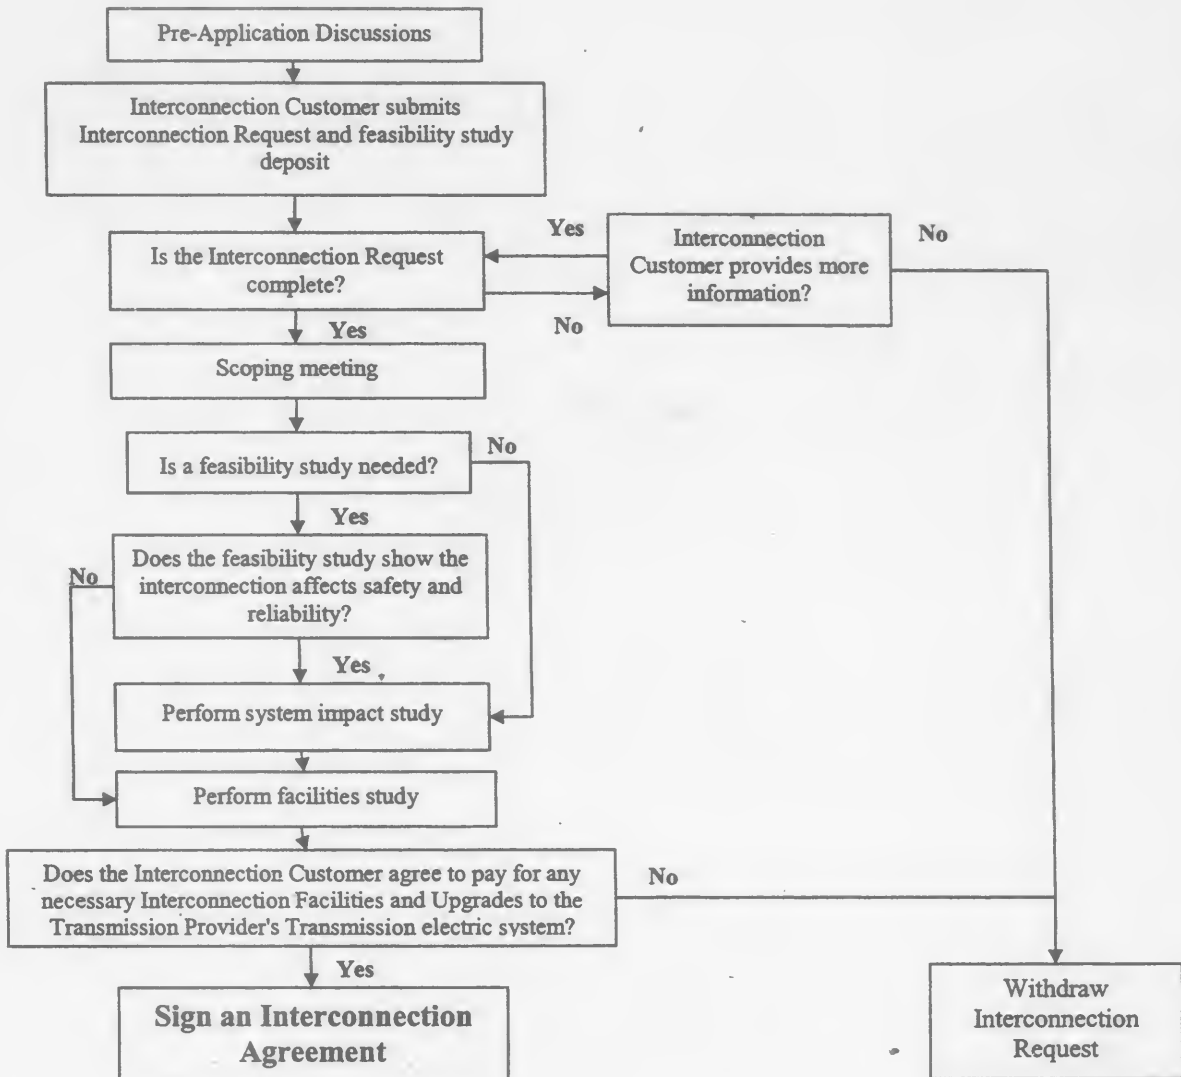 Pre-Application Discussions
Interconnection Customer submits
Interconnection Request and feasibility study
deposit
Yes
Interconnection
Customer provides more
information?
No
Is the Interconnection Request
complete?
No
Yes
Scoping meeting
Is a feasibility study needed?
No
Yes
Does the feasibility study show the
interconnection affects safety and
reliability?
No
Yes
Perform system impact study
Perform facilities study
Does the Interconnection Customer agree to pay for any
necessary Interconnection Facilities and Upgrades to the
Transmission Provider's Transmission electric system?
No
Yes
Sign an Interconnection
Agreement
Withdraw
Interconnection
Request